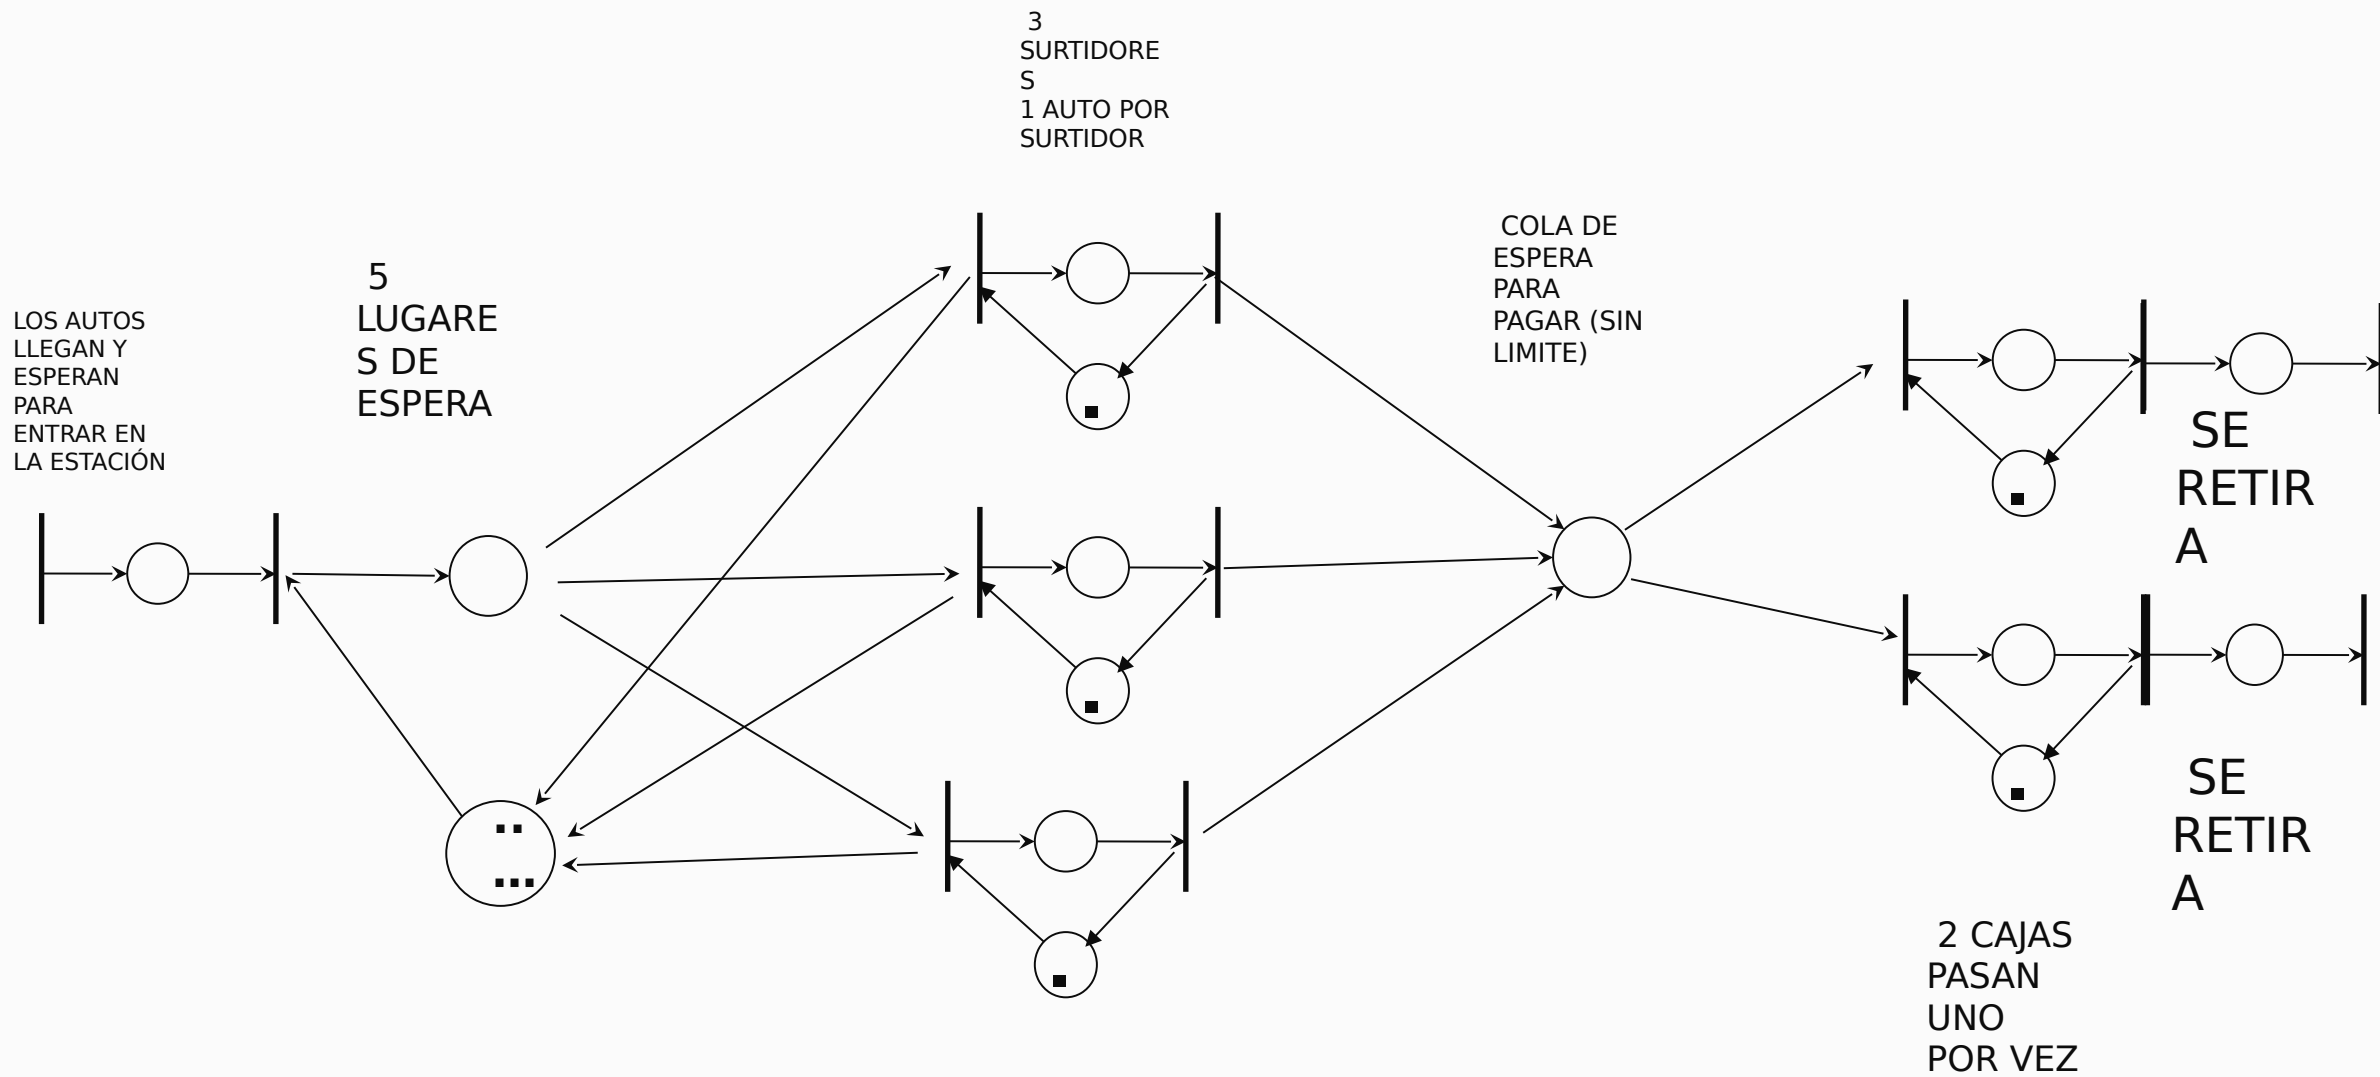 3
SURTIDORE
S
1 AUTO POR
SURTIDOR
COLA DE
ESPERA
PARA
PAGAR (SIN
LIMITE)
5
LUGARE
S DE
ESPERA
LOS AUTOS
LLEGAN Y
ESPERAN
PARA
ENTRAR EN
LA ESTACIÓN
SE
RETIR
A
SE
RETIR
A
2 CAJAS
PASAN
UNO
POR VEZ